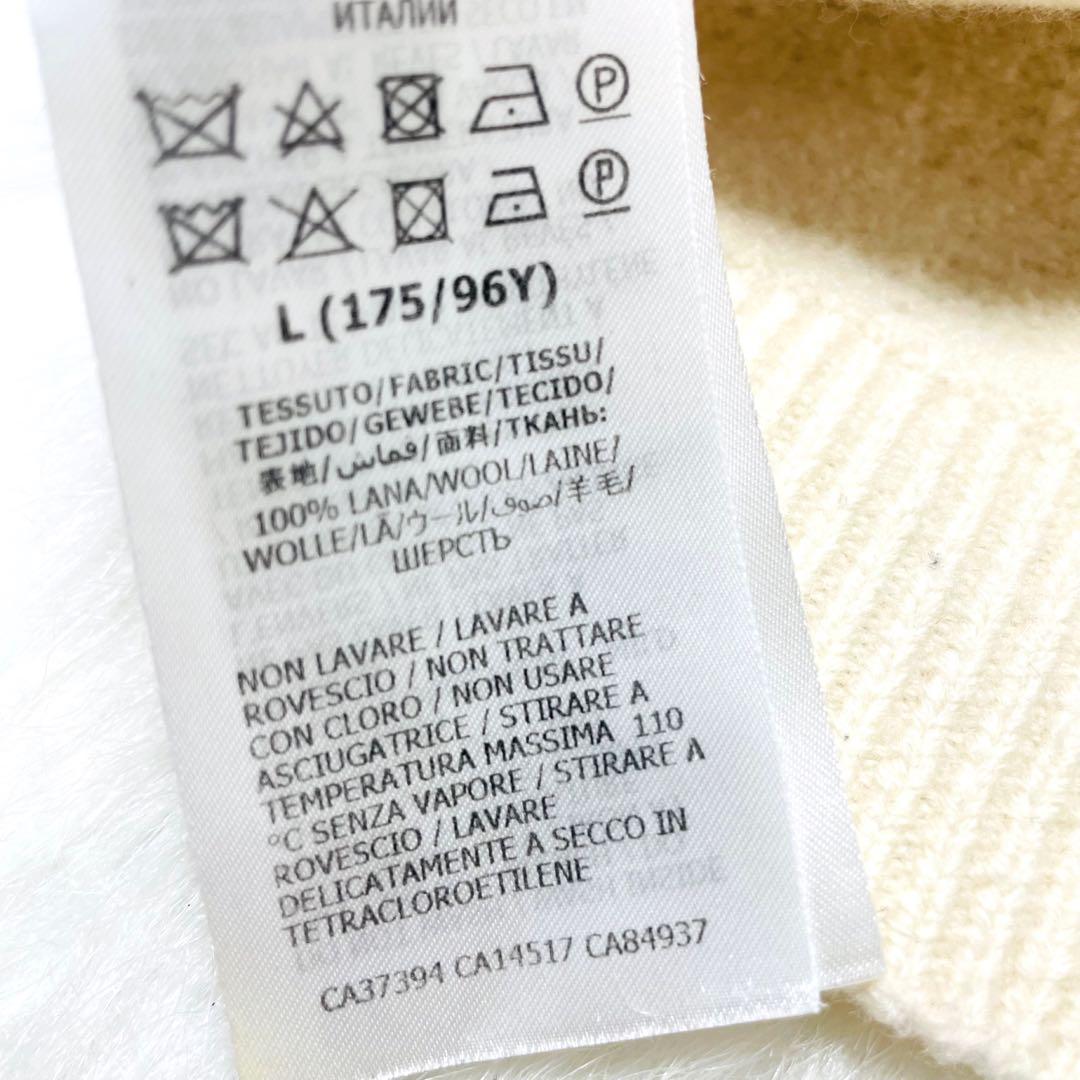 ИТАЛИИ
P
P
L (175/96Y)
TESSUTO/FABRIC/TISSU/
TEJIDO/GEWEBE/TECIDO/
表地/قماش/面料/ТКАНЬ:
100% LANA/WOOL/LAINE/
WOLLE/LÃ/ウール/صوف/羊毛/
ШЕРСТЬ
NON LAVARE / LAVARE A
ROVESCIO / NON TRATTARE
CON CLORO / NON USARE
ASCIUGATRICE / STIRARE A
TEMPERATURA MASSIMA 110
°C SENZA VAPORE / STIRARE A
ROVESCIO / LAVARE
DELICATAMENTE A SECCO IN
TETRACLOROETILENE
CA37394 CA14517 CA84937